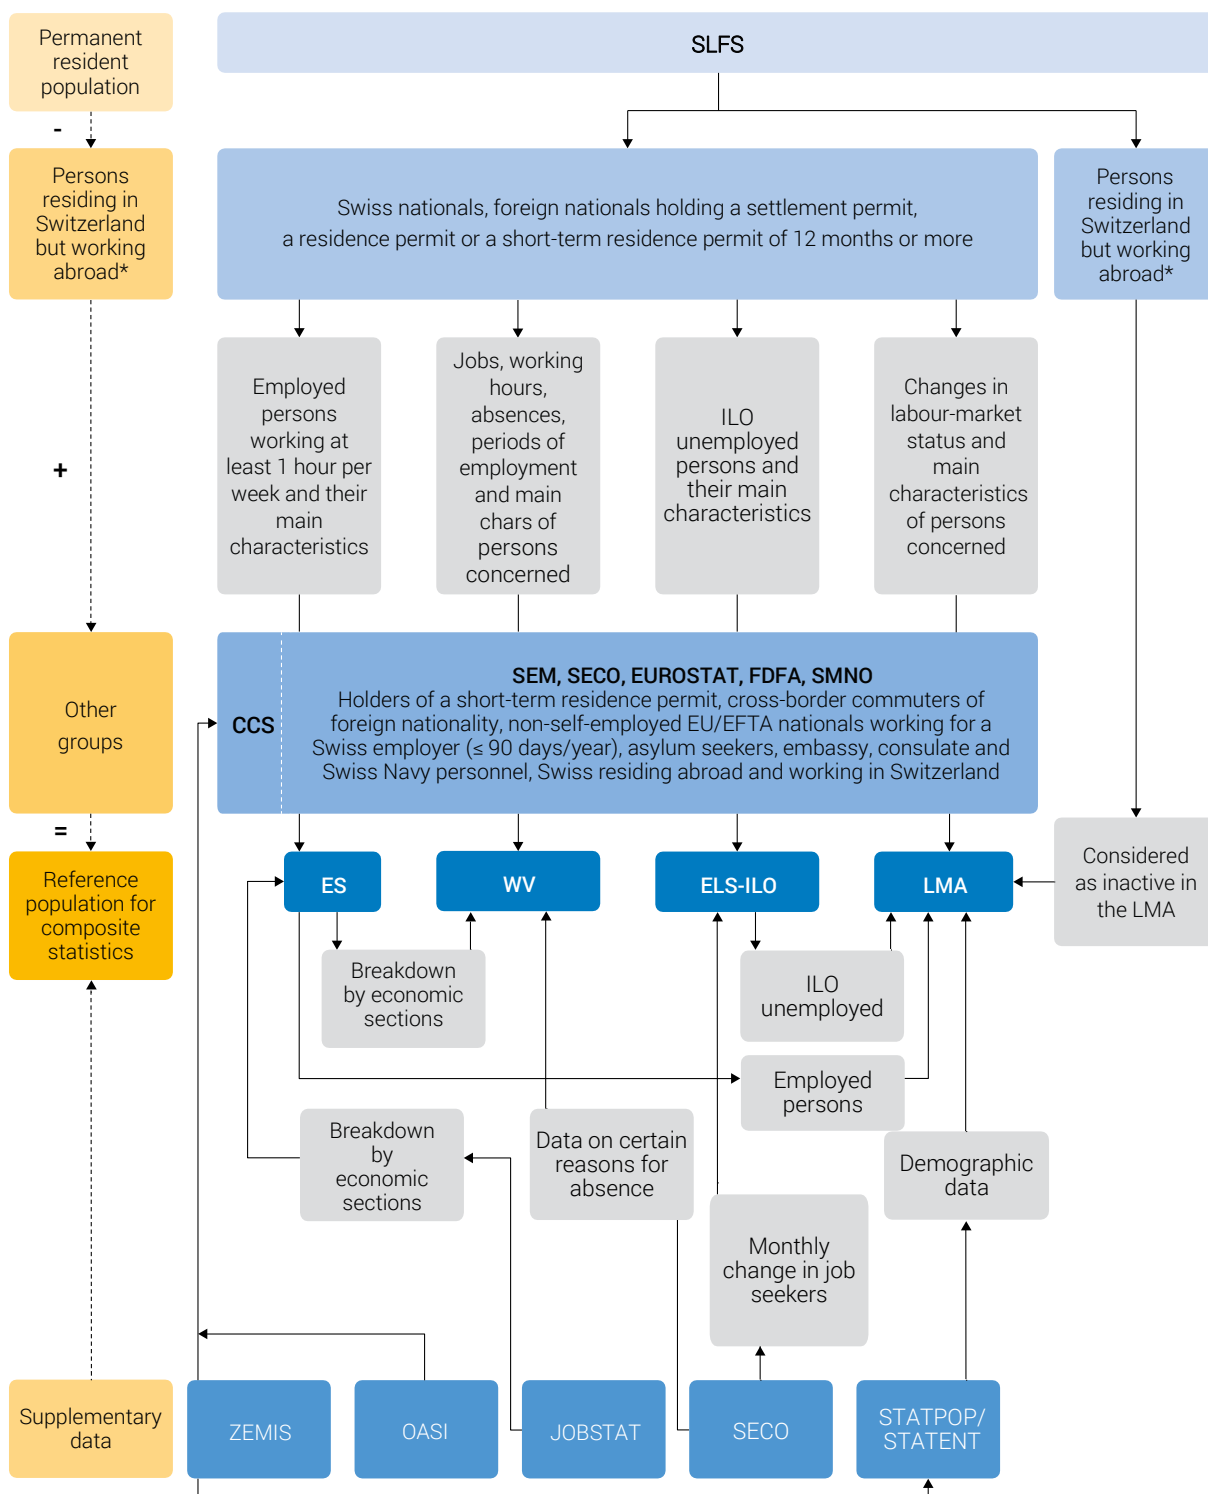 Permanent
resident
population
SLFS
-
Persons
residing in
Switzerland
but working
abroad*
Swiss nationals, foreign nationals holding a settlement permit,
a residence permit or a short-term residence permit of 12 months or more
Persons
residing in
Switzerland
but working
abroad*
+
Employed
persons
working at
least 1 hour per
week and their
main
characteristics
Jobs, working
hours,
absences,
periods of
employment
and main
chars of
persons
concerned
ILO
unemployed
persons and
their main
characteristics
Changes in
labour-market
status and
main
characteristics
of persons
concerned
Other
groups
CCS
SEM, SECO, EUROSTAT, FDFA, SMNO
Holders of a short-term residence permit, cross-border commuters of
foreign nationality, non-self-employed EU/EFTA nationals working for a
Swiss employer (≤ 90 days/year), asylum seekers, embassy, consulate and
Swiss Navy personnel, Swiss residing abroad and working in Switzerland
=
Reference
population for
composite
statistics
ES
WV
ELS-ILO
LMA
Considered
as inactive in
the LMA
Breakdown
by economic
sections
ILO
unemployed
Employed
persons
Breakdown
by
economic
sections
Data on certain
reasons for
absence
Demographic
data
Monthly
change in job
seekers
Supplementary
data
ZEMIS
OASI
JOBSTAT
SECO
STATPOP/
STATENT